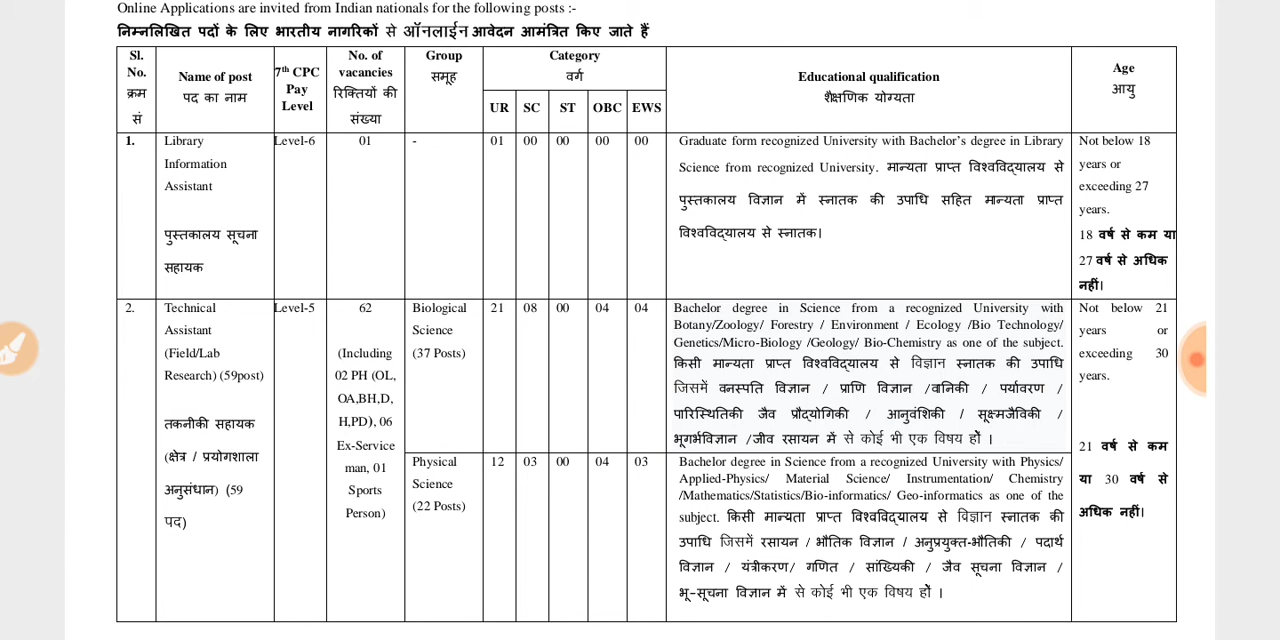 Online Applications are invited from Indian nationals for the following posts :-
निम्नलिखित पदों के लिए भारतीय नागरिकों से ऑनलाईन आवेदन आमंत्रित किए जाते हैं
Sl. No. क्रम सं
Name of post
पद का नाम
7th CPC Pay Level
No. of vacancies
रिक्तियों की संख्या
Group
समूह
Category
वर्ग
UR SC ST OBC EWS
Educational qualification
शैक्षणिक योग्यता
Age
आयु
1.
Library
Information
Assistant
पुस्तकालय सूचना
सहायक
Level-6
01
-
01 00 00 00 00
Graduate form recognized University with Bachelor's degree in Library
Science from recognized University. मान्यता प्राप्त विश्वविद्यालय से
पुस्तकालय विज्ञान में स्नातक की उपाधि सहित मान्यता प्राप्त
विश्वविद्यालय से स्नातक।
Not below 18
years or
exceeding 27
years.
18 वर्ष से कम या
27 वर्ष से अधिक
नहीं।
2.
Technical
Assistant
(Field/Lab
Research) (59post)
तकनीकी सहायक
(क्षेत्र / प्रयोगशाला
अनुसंधान) (59
पद)
Level-5
62
(Including
02 PH (OL,
OA,BH,D,
H,PD), 06
Ex-Service
man, 01
Sports
Person)
Biological
Science
(37 Posts)
21 08 00 04 04
Bachelor degree in Science from a recognized University with
Botany/Zoology/ Forestry / Environment / Ecology /Bio Technology/
Genetics/Micro-Biology /Geology/ Bio-Chemistry as one of the subject.
किसी मान्यता प्राप्त विश्वविद्यालय से विज्ञान स्नातक की उपाधि
जिसमें वनस्पति विज्ञान / प्राणि विज्ञान /वानिकी / पर्यावरण /
पारिस्थितिकी जैव प्रौद्योगिकी / आनुवंशिकी / सूक्ष्मजैविकी /
भूगर्भविज्ञान /जीव रसायन में से कोई भी एक विषय हो ।
Physical
Science
(22 Posts)
12 03 00 04 03
Bachelor degree in Science from a recognized University with Physics/
Applied-Physics/ Material Science/ Instrumentation/ Chemistry
/Mathematics/Statistics/Bio-informatics/ Geo-informatics as one of the
subject. किसी मान्यता प्राप्त विश्वविद्यालय से विज्ञान स्नातक की
उपाधि जिसमें रसायन / भौतिक विज्ञान / अनुप्रयुक्त-भौतिकी / पदार्थ
विज्ञान / यंत्रीकरण/ गणित / सांख्यिकी / जैव सूचना विज्ञान /
भू-सूचना विज्ञान में से कोई भी एक विषय हो ।
Not below 21
years or
exceeding 30
years.
21 वर्ष से कम
या 30 वर्ष से
अधिक नहीं।